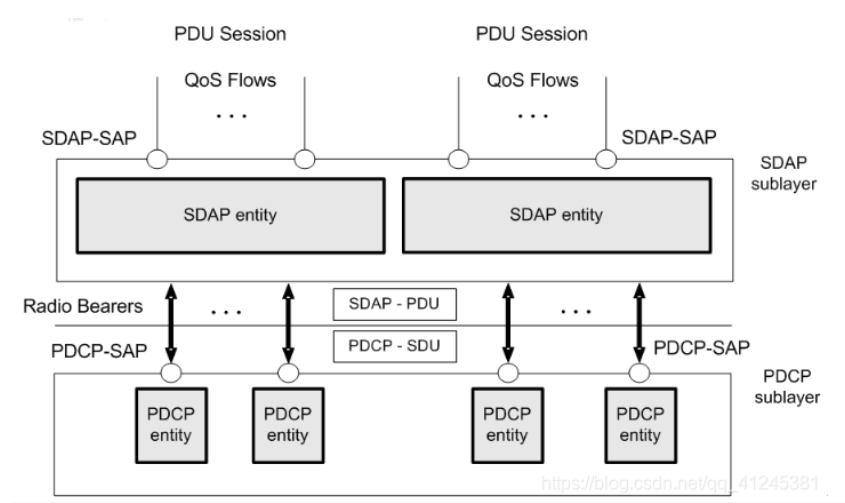 PDU Session
PDU Session
QoS Flows
QoS Flows
...
...
SDAP-SAP
SDAP-SAP
SDAP
sublayer
SDAP entity
SDAP entity
Radio Bearers
...
SDAP - PDU
...
PDCP-SAP
PDCP - SDU
PDCP-SAP
PDCP
sublayer
PDCP
entity
PDCP
entity
PDCP
entity
PDCP
entity
https://blog.csdn.net/qq_41245381